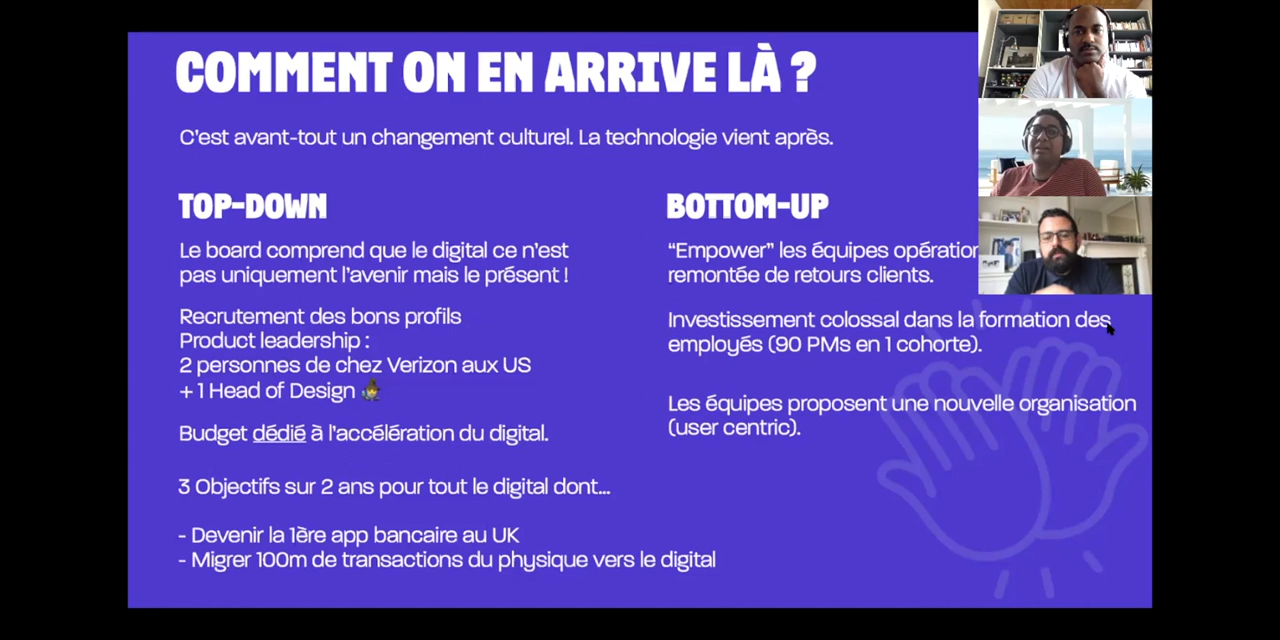 COMMENT ON EN ARRIVE LÀ ?
C'est avant-tout un changement culturel. La technologie vient après.
TOP-DOWN
Le board comprend que le digital ce n'est
pas uniquement l'avenir mais le présent !
Recrutement des bons profils
Product leadership :
2 personnes de chez Verizon aux US
+ 1 Head of Design
Budget dédié à l'accélération du digital.
3 Objectifs sur 2 ans pour tout le digital dont...
- Devenir la 1ère app bancaire au UK
- Migrer 100m de transactions du physique vers le digital
BOTTOM-UP
“Empower” les équipes
remontée de retours clients.
Investissement colossal dans la formation des
employés (90 PMs en 1 cohorte).
Les équipes proposent une nouvelle organisation
(user centric).